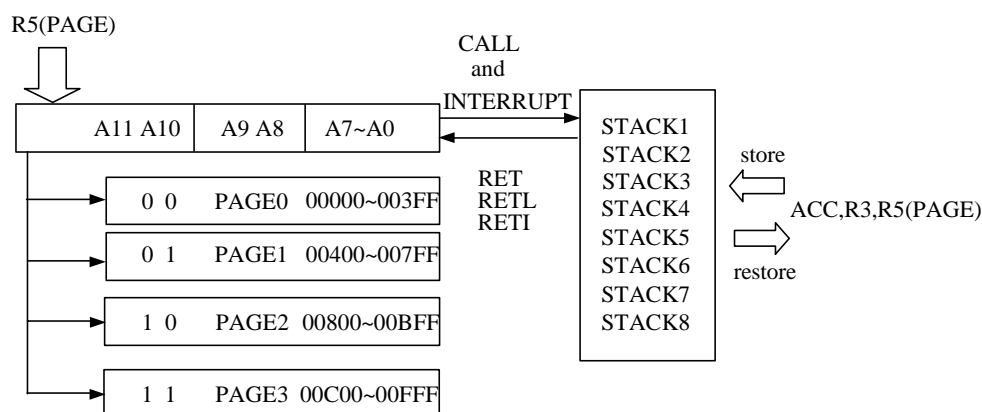 R5(PAGE)
CALL
and
INTERRUPT
A11 A10 A9 A8 A7~A0
RET
RETL
RETI
0 0 PAGE0 00000~003FF
0 1 PAGE1 00400~007FF
1 0 PAGE2 00800~00BFF
1 1 PAGE3 00C00~00FFF
STACK1
STACK2
STACK3
STACK4
STACK5
STACK6
STACK7
STACK8
store
ACC,R3,R5(PAGE)
restore